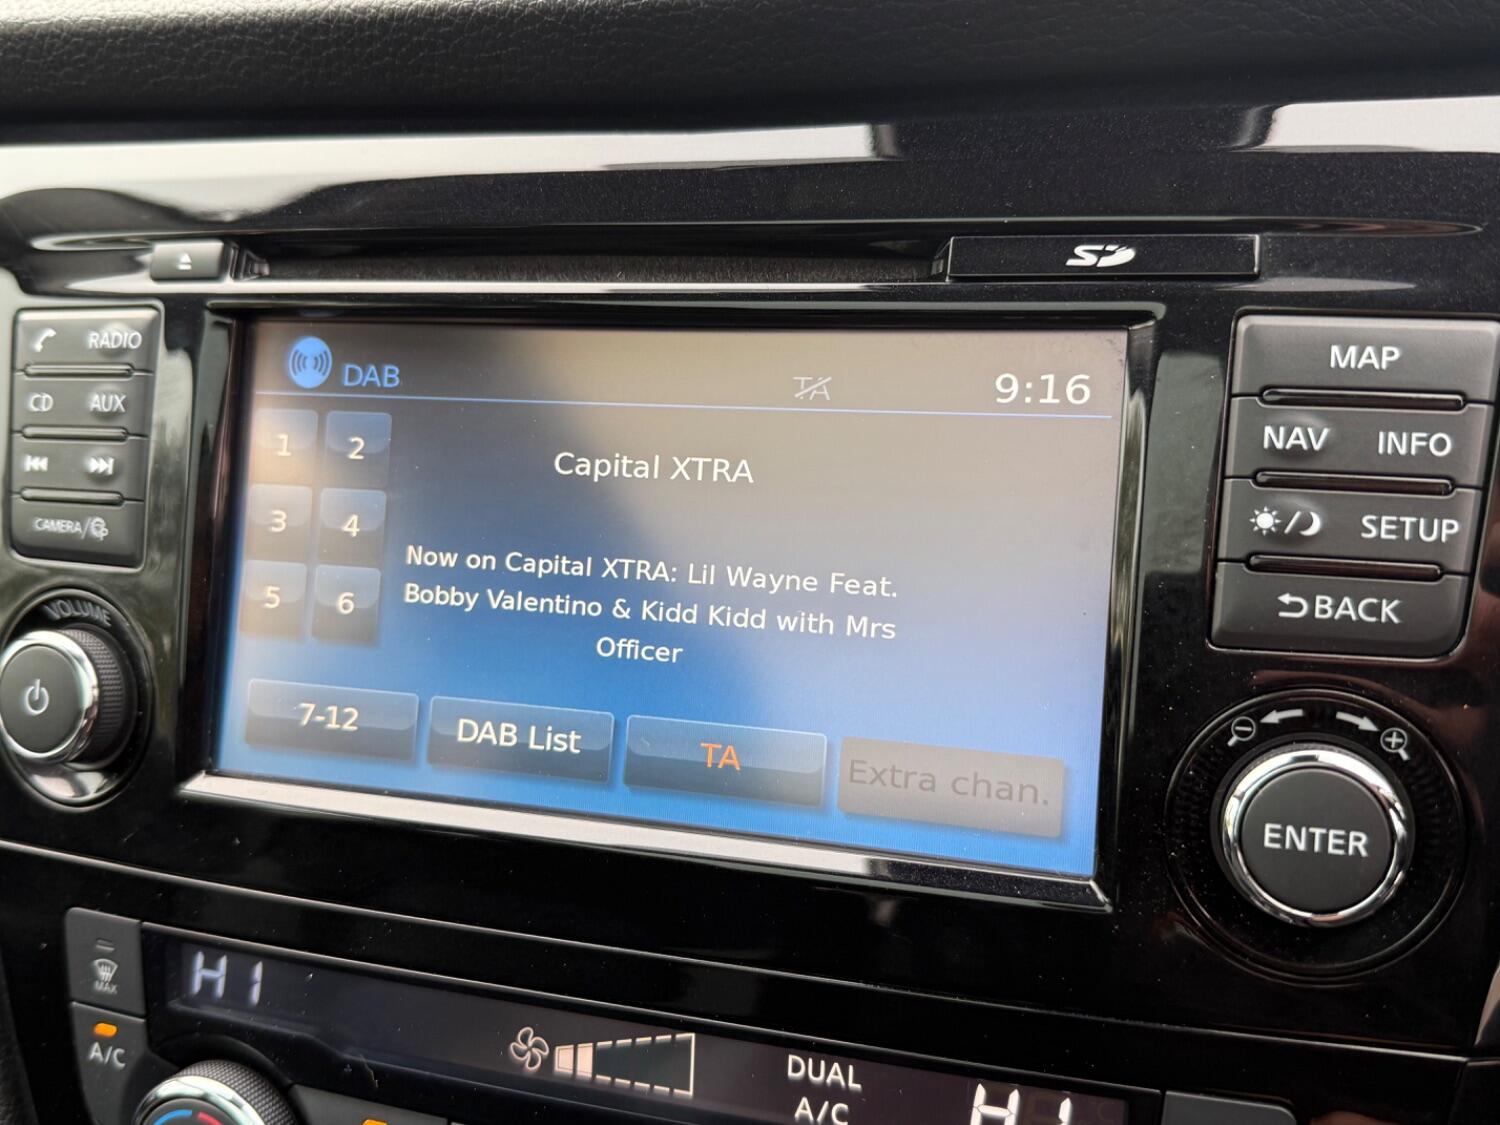 SD
RADIO
CD AUX
CAMERA/
VOLUME
DAB TA 9:16
1 2
3 4
5 6
Capital XTRA
Now on Capital XTRA: Lil Wayne Feat.
Bobby Valentino & Kidd Kidd with Mrs
Officer
7-12 DAB List TA Extra chan.
MAP
NAV INFO
SETUP
BACK
ENTER
MAX
A/C
HI
DUAL
A/C
HI